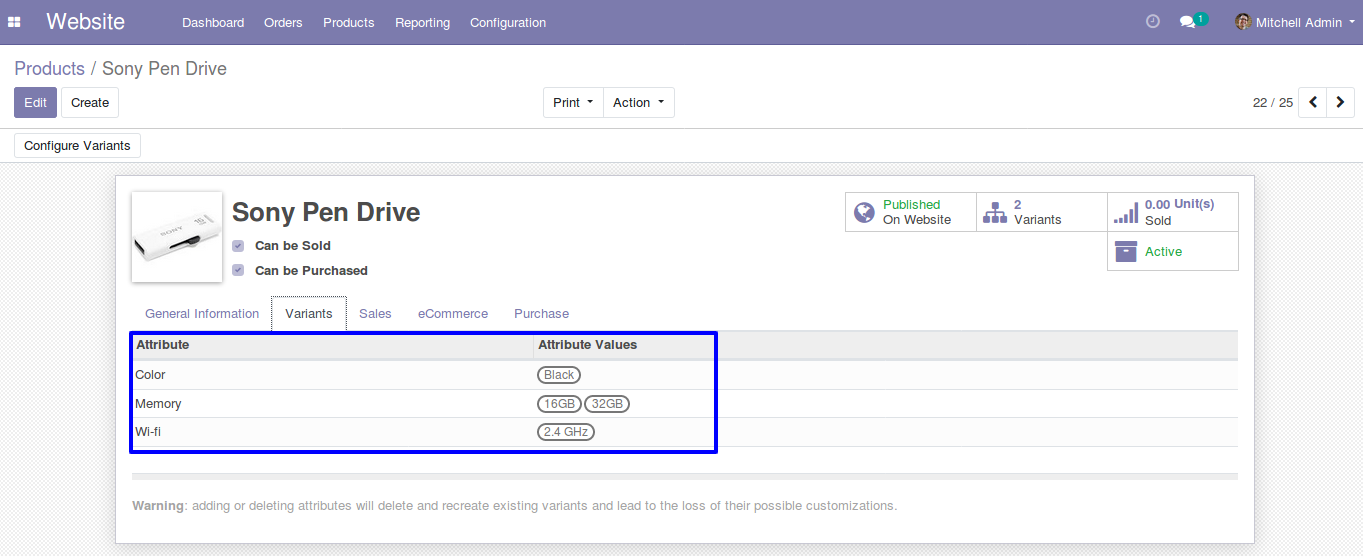 Website Dashboard Orders Products Reporting Configuration 1 Mitchell Admin
Products / Sony Pen Drive
Edit Create Print Action 22 / 25
Configure Variants
Sony Pen Drive
Can be Sold
Can be Purchased
SONY
16
Published
On Website
2
Variants
0.00 Unit(s)
Sold
Active
General Information Variants Sales eCommerce Purchase
Attribute Attribute Values
Color Black
Memory 16GB 32GB
Wi-fi 2.4 GHz
Warning: adding or deleting attributes will delete and recreate existing variants and lead to the loss of their possible customizations.